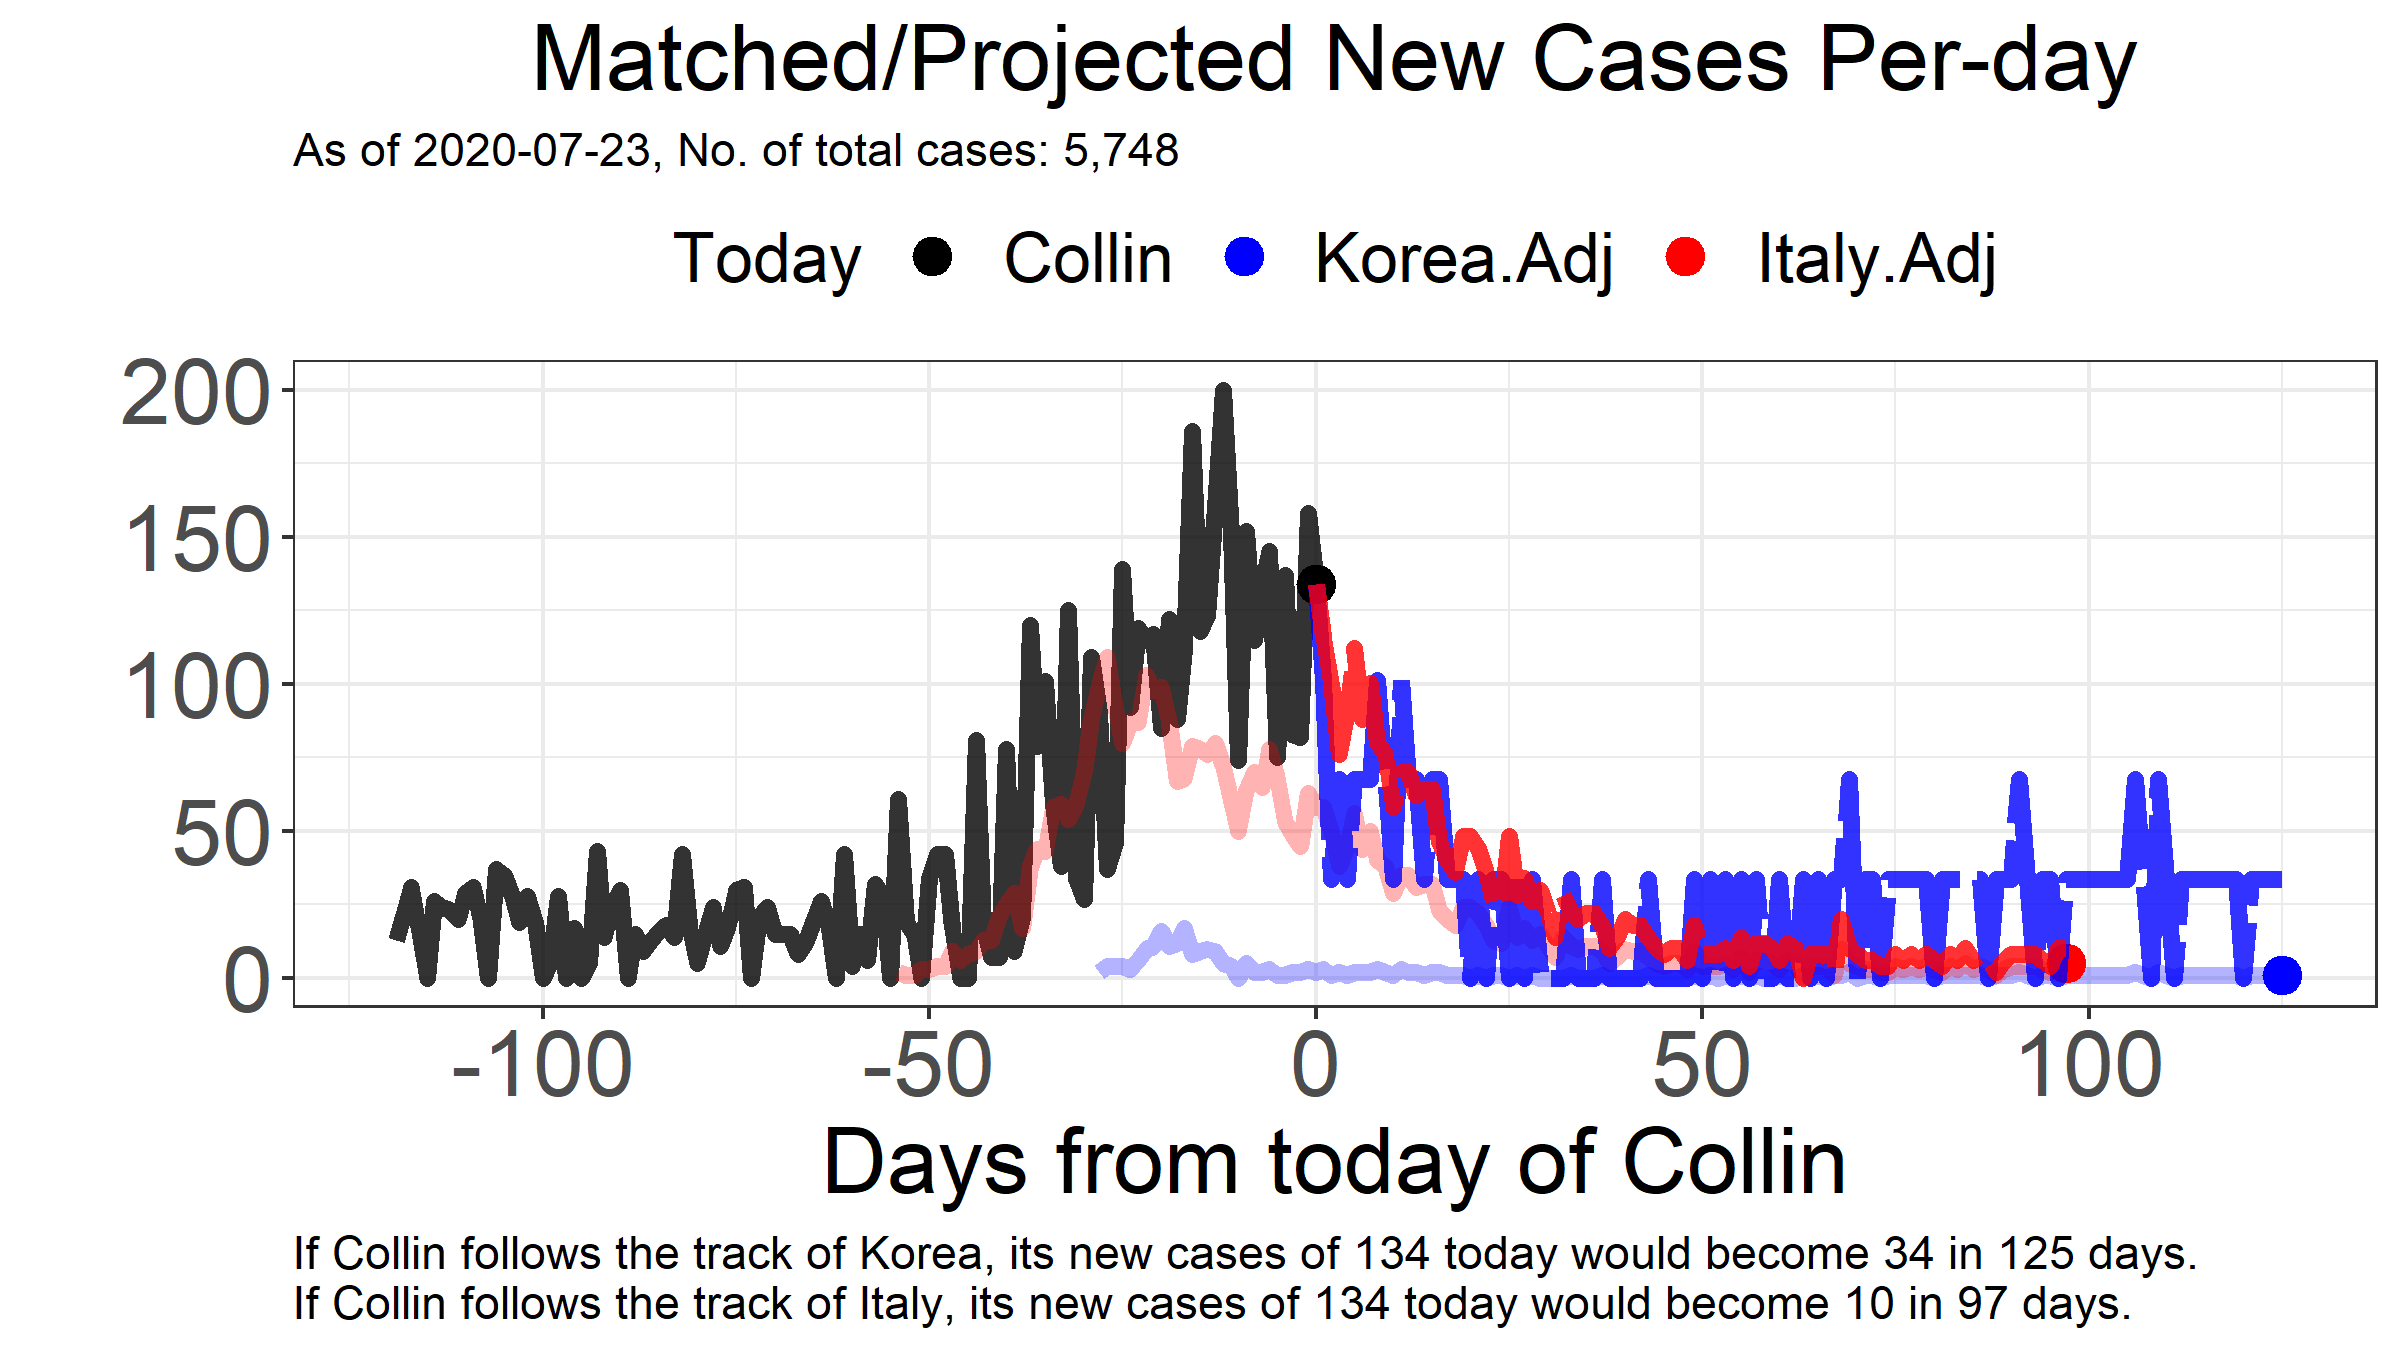 Matched/Projected New Cases Per-day
As of 2020-07-23, No. of total cases: 5,748
Today Collin Korea.Adj Italy.Adj
200
150
100
50
0
-100 -50 0 50 100
Days from today of Collin
If Collin follows the track of Korea, its new cases of 134 today would become 34 in 125 days.
If Collin follows the track of Italy, its new cases of 134 today would become 10 in 97 days.